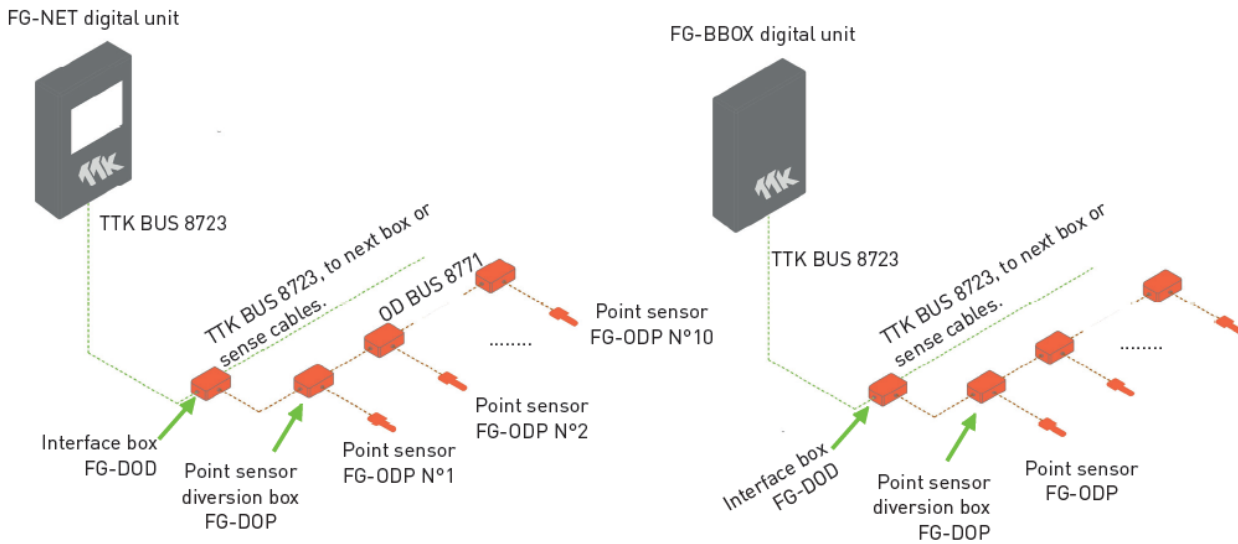 FG-NET digital unit
TTK
TTK BUS 8723
TTK BUS 8723, to next box or
sense cables.
OD BUS 8771
Point sensor
FG-ODP N°10
........
Point sensor
FG-ODP N°2
Point sensor
FG-ODP N°1
Interface box
FG-DOD
Point sensor
diversion box
FG-DOP
FG-BBOX digital unit
TTK
TTK BUS 8723
TTK BUS 8723, to next box or
sense cables.
........
Interface box
FG-DOD
Point sensor
FG-ODP
Point sensor
diversion box
FG-DOP